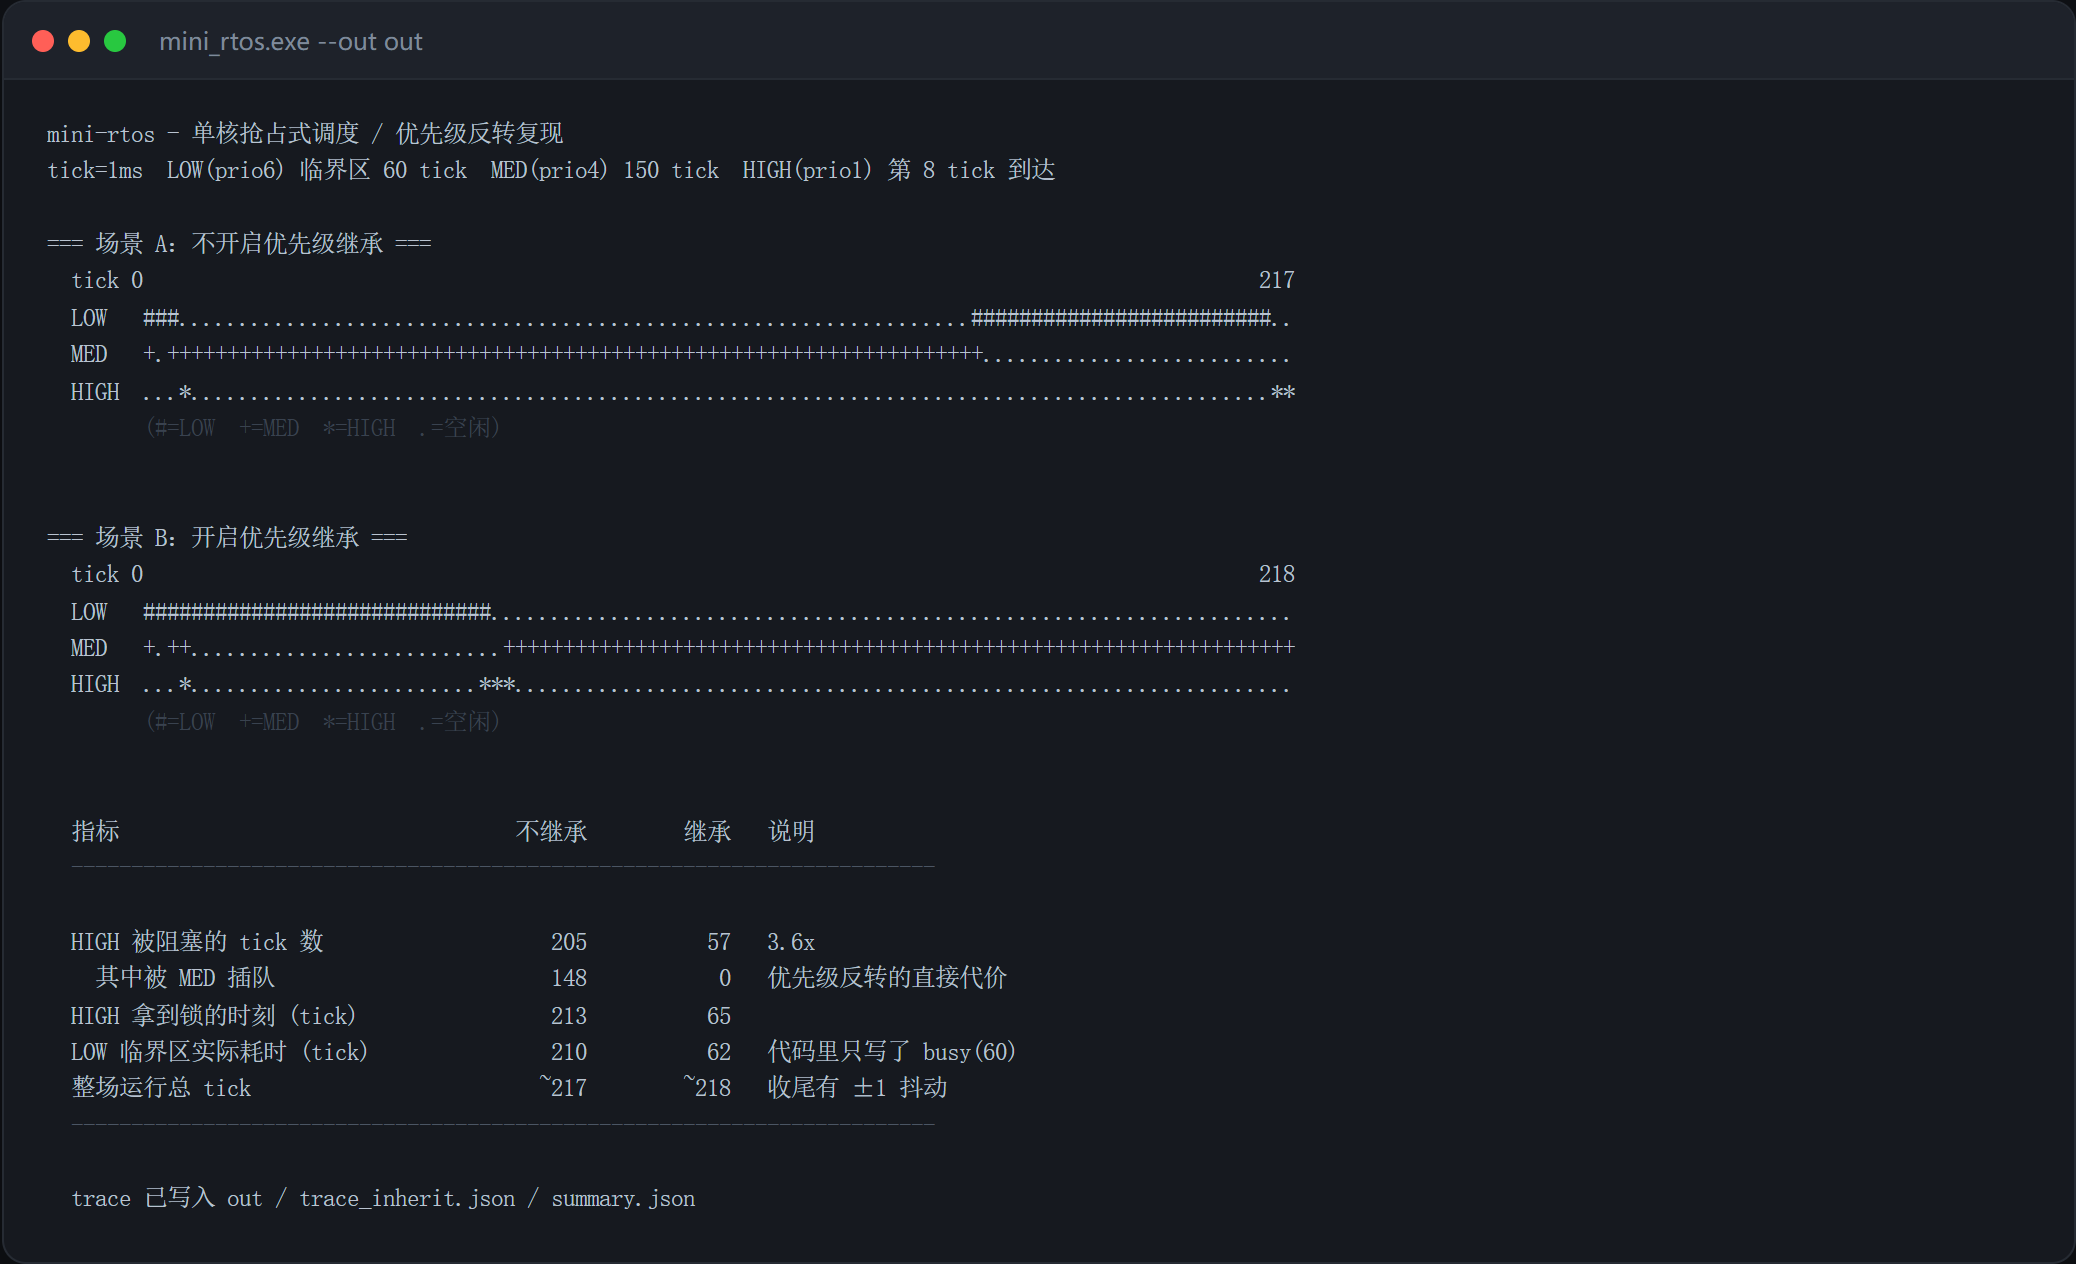 mini_rtos.exe --out out
mini-rtos - 单核抢占式调度 / 优先级反转复现
tick=1ms  LOW(prio6) 临界区 60 tick  MED(prio4) 150 tick  HIGH(prio1) 第 8 tick 到达
=== 场景 A: 不开启优先级继承 ===
tick 0 217
LOW   ###..................................................................#########################..
MED   +.++++++++++++++++++++++++++++++++++++++++++++++++++++++++++++++++++++..........................
HIGH  ...*..........................................................................................**
(#=LOW  +=MED  *=HIGH  .=空闲)
=== 场景 B: 开启优先级继承 ===
tick 0 218
LOW   #############################...................................................................
MED   +.++..........................++++++++++++++++++++++++++++++++++++++++++++++++++++++++++++++++++
HIGH  ...*........................***.................................................................
(#=LOW  +=MED  *=HIGH  .=空闲)
指标 不继承 继承 说明
------------------------------------------------------------------------
HIGH 被阻塞的 tick 数 205 57 3.6x
其中被 MED 插队 148 0 优先级反转的直接代价
HIGH 拿到锁的时刻 (tick) 213 65
LOW 临界区实际耗时 (tick) 210 62 代码里只写了 busy(60)
整场运行总 tick ~217 ~218 收尾有 ±1 抖动
------------------------------------------------------------------------
trace 已写入 out / trace_inherit.json / summary.json